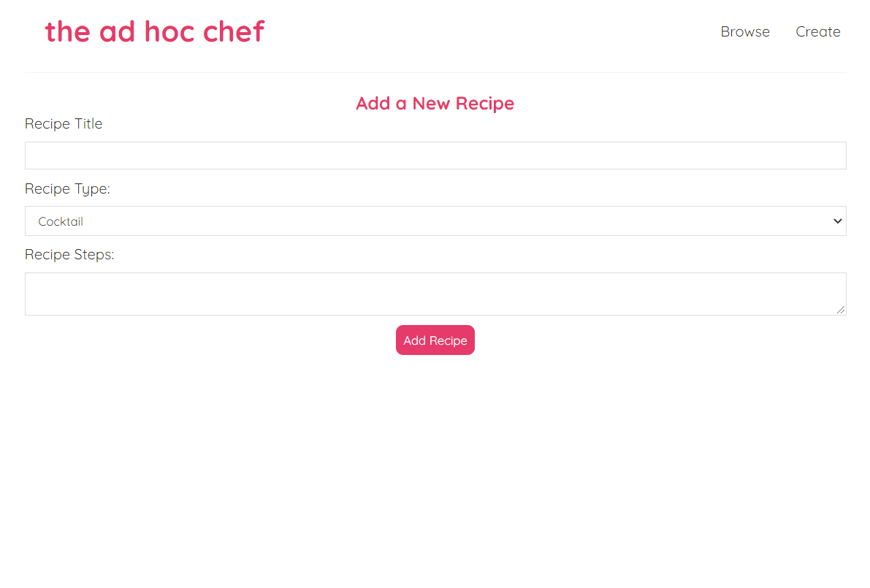 the ad hoc chef
Browse
Create
Add a New Recipe
Recipe Title
Recipe Type:
Cocktail
Recipe Steps:
Add Recipe